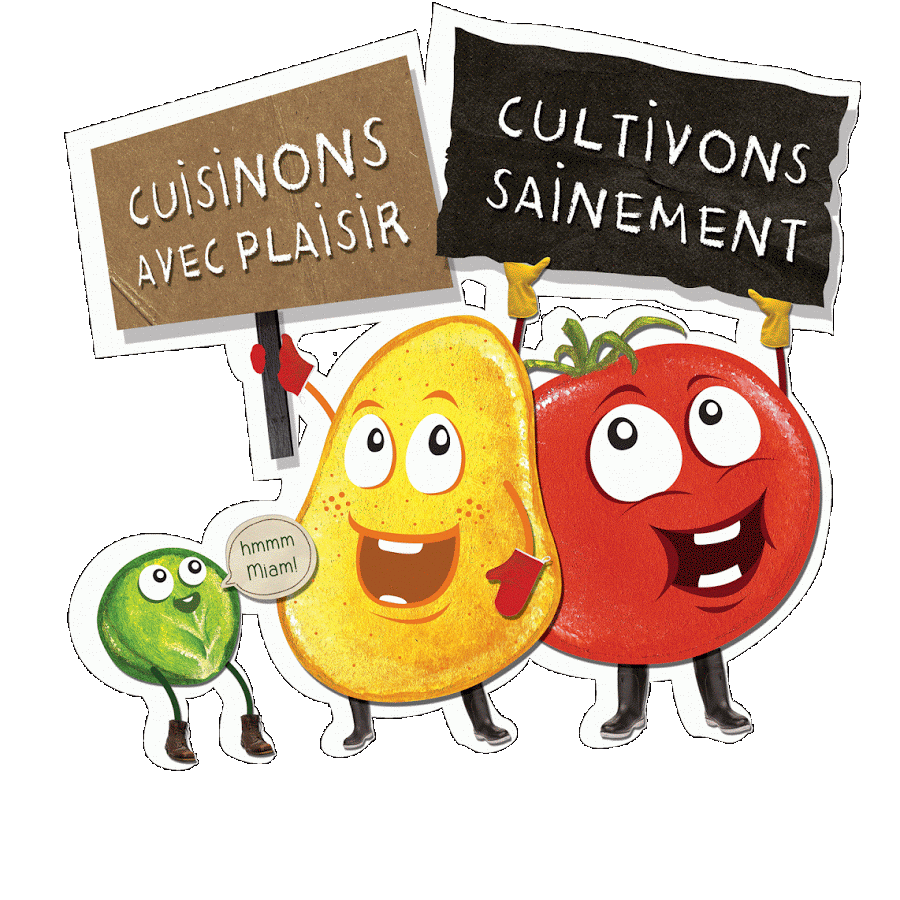 CUISINONS
AVEC PLAISIR
CULTIVONS
SAINEMENT
hmmm
Miam!